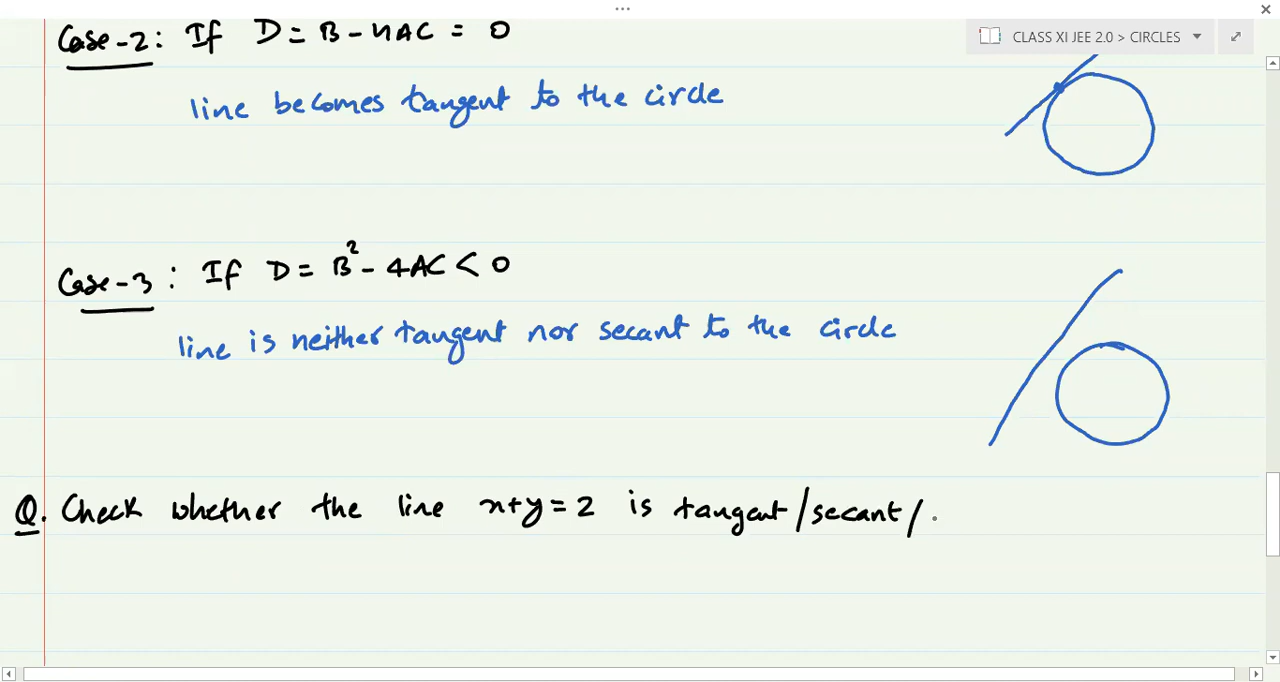 CLASS XI JEE 2.0 > CIRCLES
Case-2: If D = B - 4AC = 0
line becomes tangent to the circle
Case-3: If D = B² - 4AC < 0
line is neither tangent nor secant to the circle
Q. Check whether the line x+y=2 is tangent/secant/